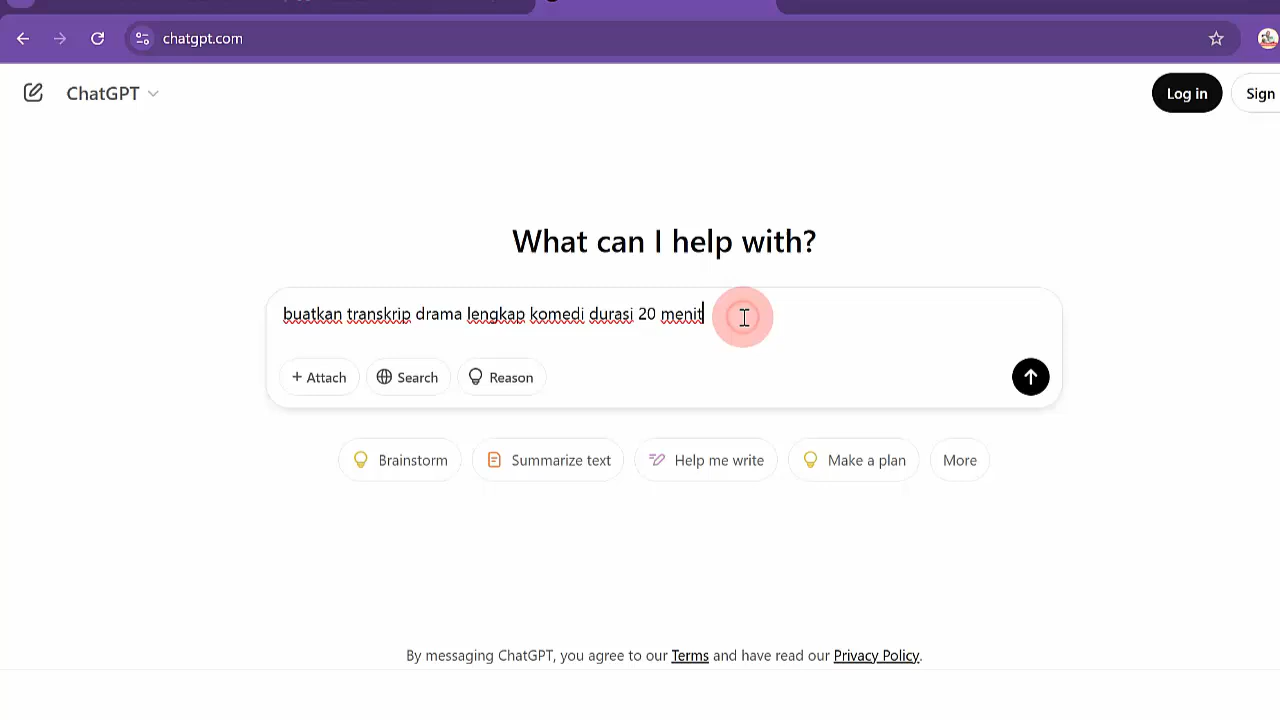 chatgpt.com
ChatGPT
Log in
Sign
What can I help with?
buatkan transkrip drama lengkap komedi durasi 20 menit
+ Attach
Search
Reason
Brainstorm
Summarize text
Help me write
Make a plan
More
By messaging ChatGPT, you agree to our Terms and have read our Privacy Policy.